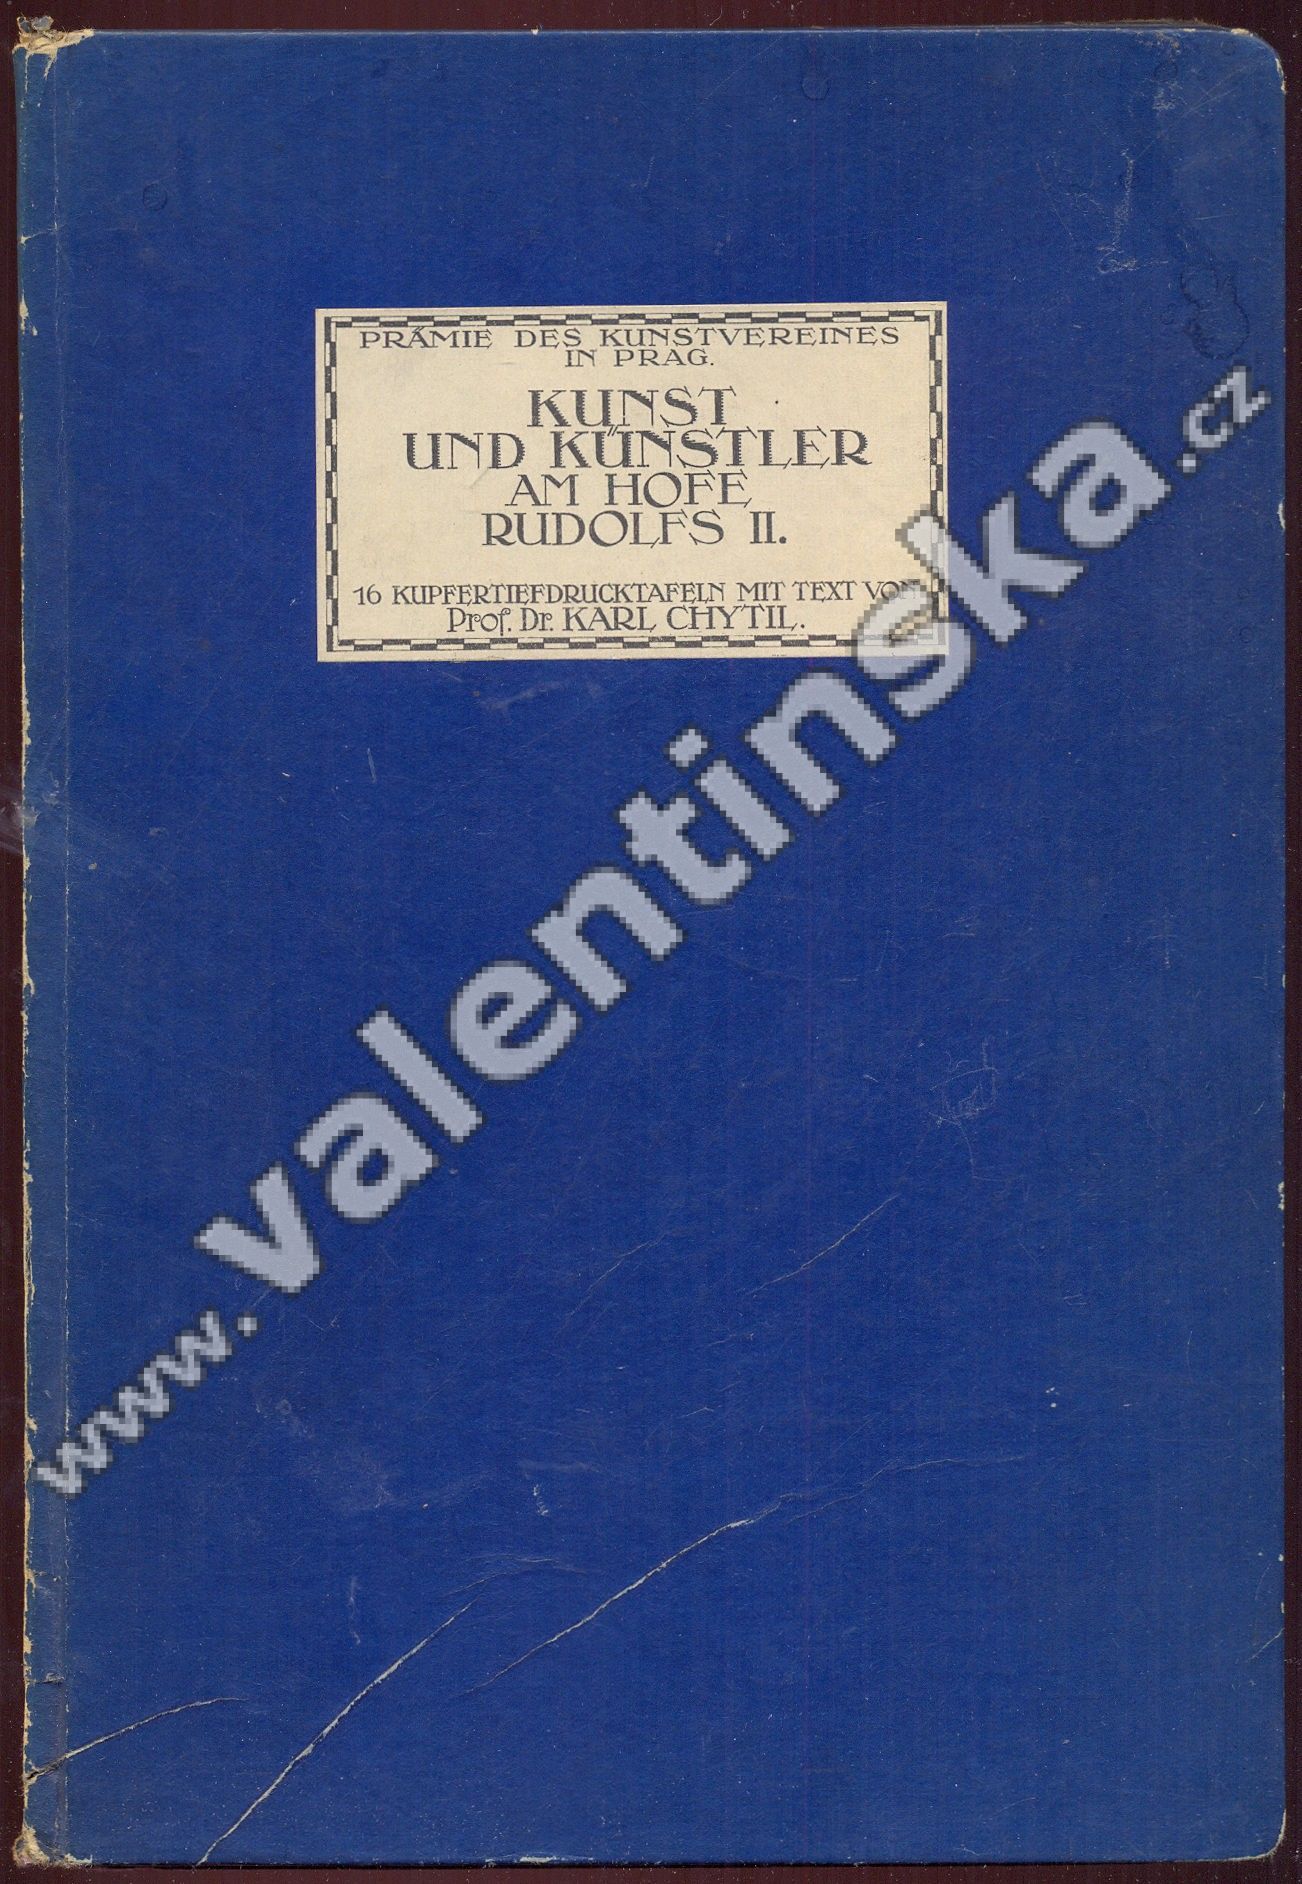 PRÄMIE DES KUNSTVEREINES
IN PRAG.
KUNST
UND KÜNSTLER
AM HOFE
RUDOLFS II.
16 KUPFERTIEFDRUCKTAFELN MIT TEXT VON
Prof. Dr. KARL CHYTIL.
www.valentinska.cz